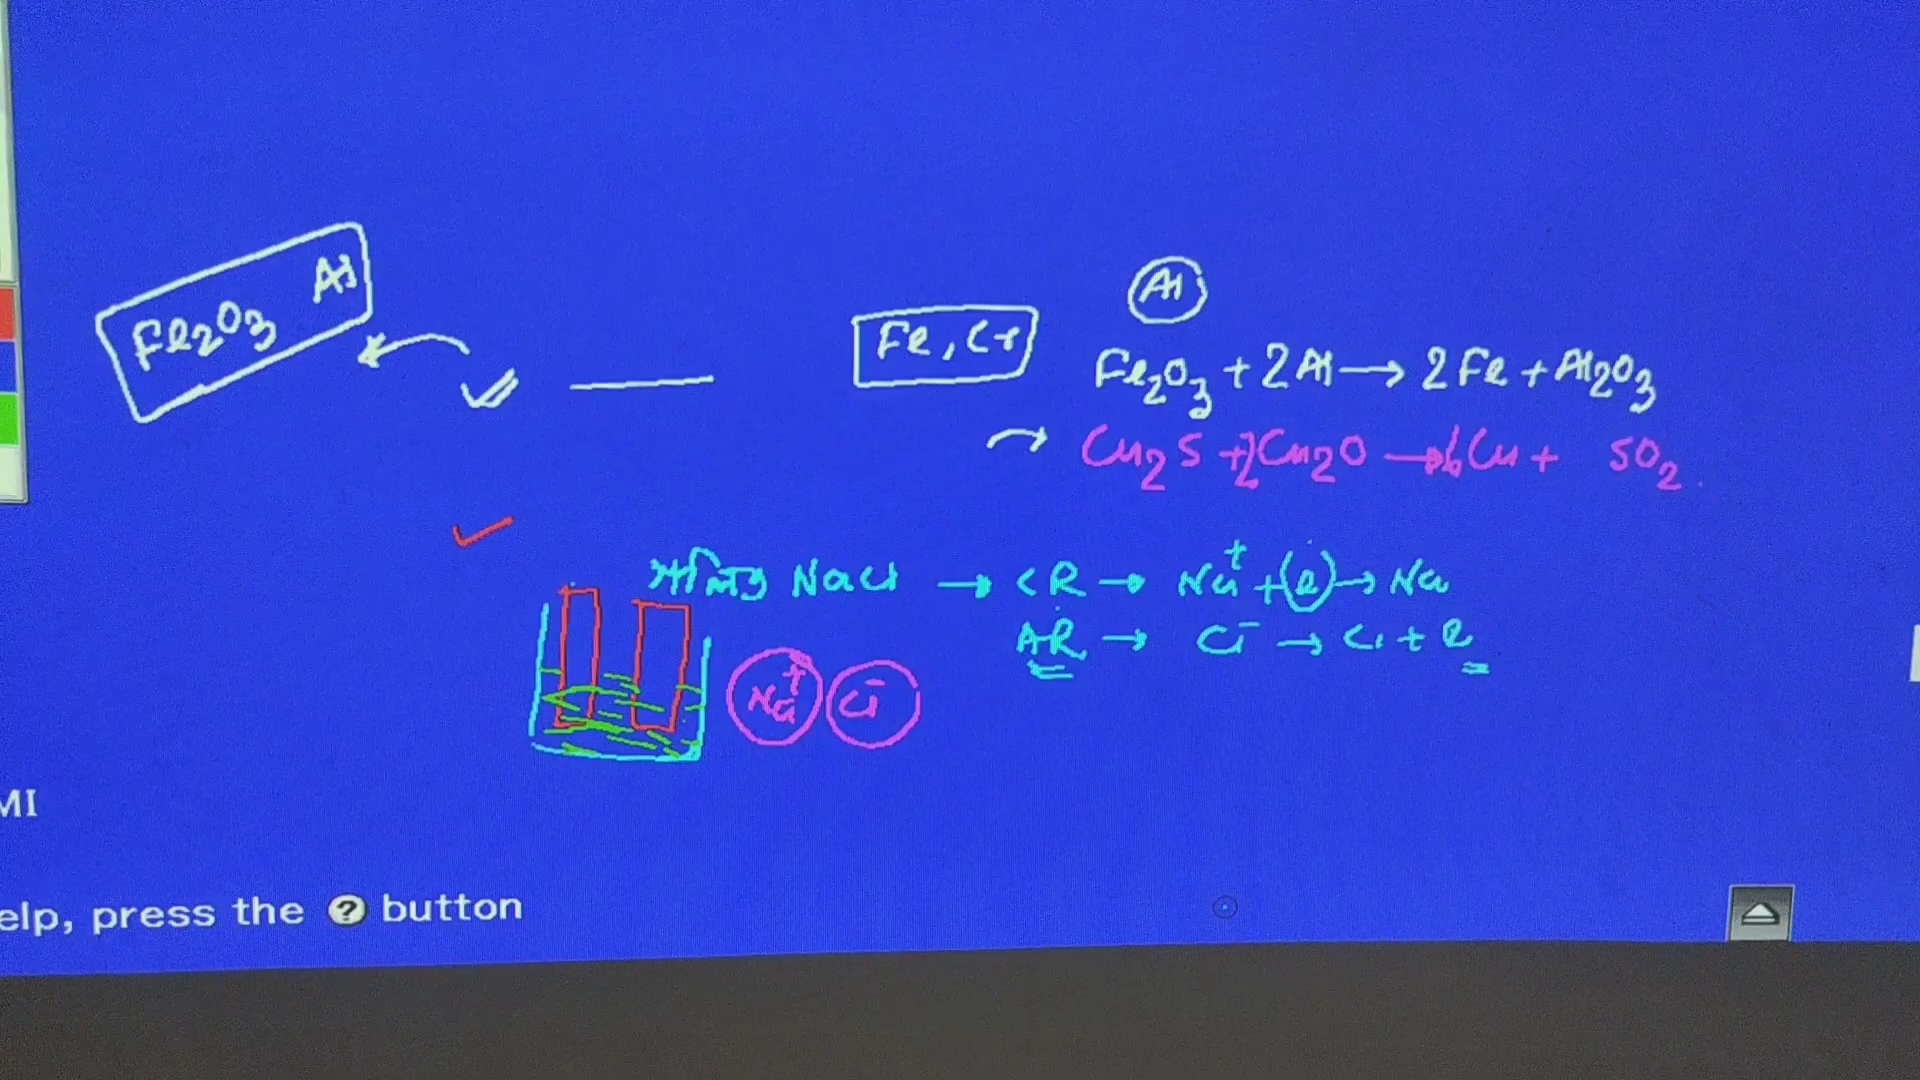 Fe₂O₃ Al
Fe, Cr
Al
Fe₂O₃ + 2Al → 2Fe + Al₂O₃
Cu₂S + 2Cu₂O → 6Cu + SO₂
NaCl → CR → Na⁺ + e → Na
AR → Cl⁻ → Cl + e
Na⁺ Cl⁻
MI
elp, press the ? button